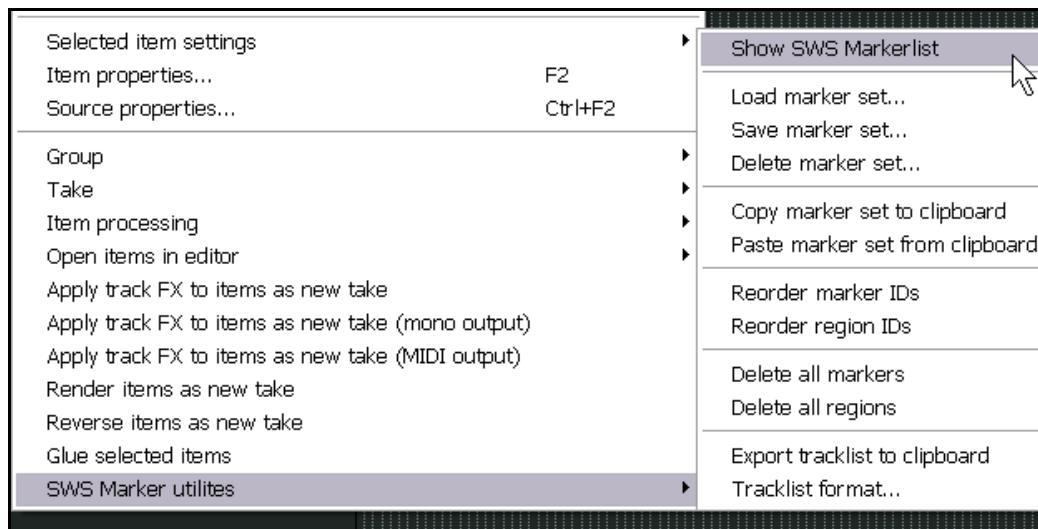 Selected item settings
Item properties... F2
Source properties... Ctrl+F2
Group
Take
Item processing
Open items in editor
Apply track FX to items as new take
Apply track FX to items as new take (mono output)
Apply track FX to items as new take (MIDI output)
Render items as new take
Reverse items as new take
Glue selected items
SWS Marker utilites
Show SWS Markerlist
Load marker set...
Save marker set...
Delete marker set...
Copy marker set to clipboard
Paste marker set from clipboard
Reorder marker IDs
Reorder region IDs
Delete all markers
Delete all regions
Export tracklist to clipboard
Tracklist format...